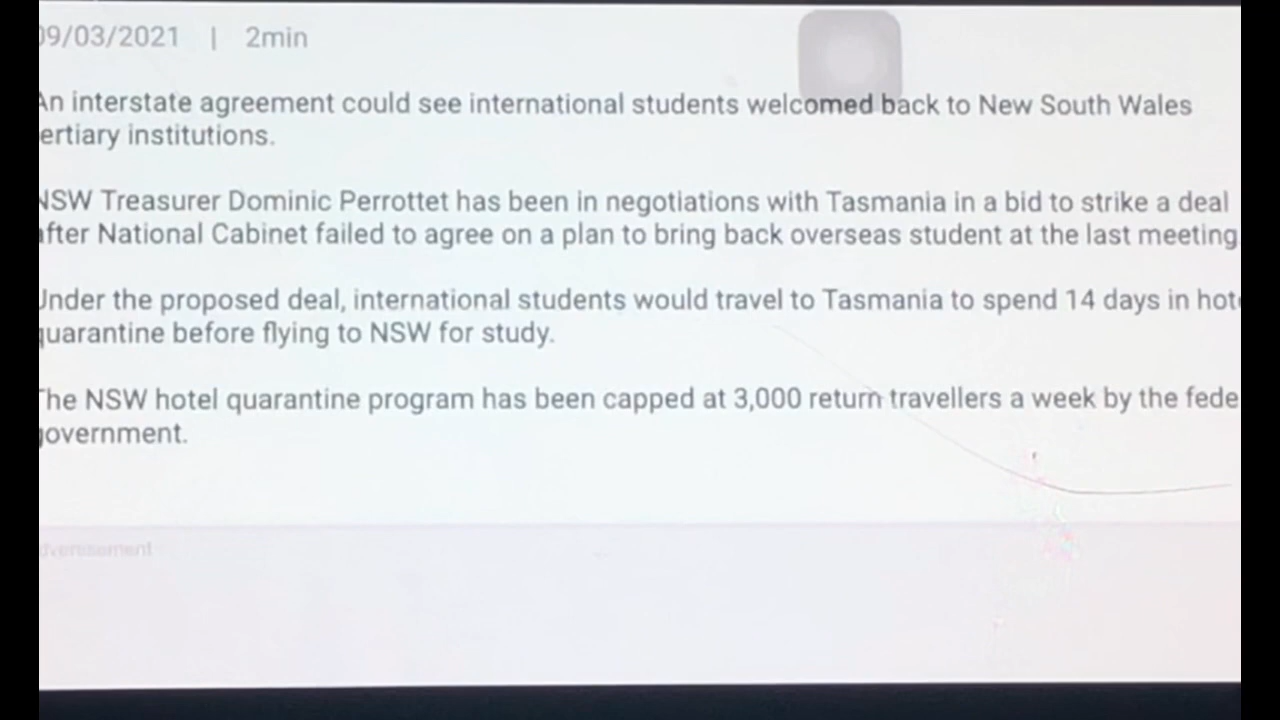 09/03/2021 | 2min
An interstate agreement could see international students welcomed back to New South Wales
tertiary institutions.
NSW Treasurer Dominic Perrottet has been in negotiations with Tasmania in a bid to strike a deal
after National Cabinet failed to agree on a plan to bring back overseas student at the last meeting
Under the proposed deal, international students would travel to Tasmania to spend 14 days in hot
quarantine before flying to NSW for study.
The NSW hotel quarantine program has been capped at 3,000 return travellers a week by the fede
government.
dvertisement